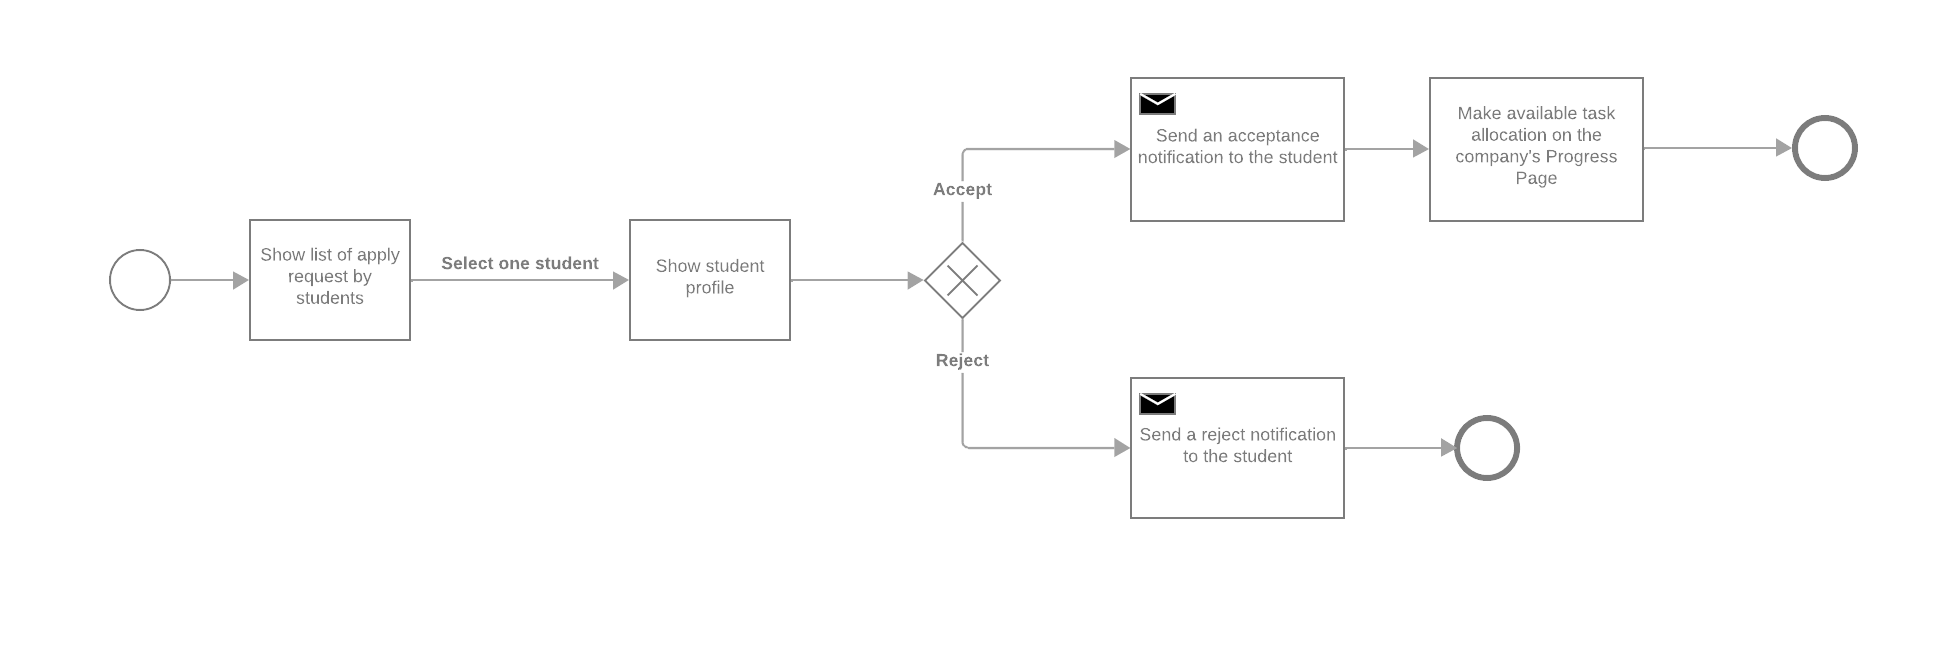 Show list of apply
request by
students
Select one student
Show student
profile
Accept
Send an acceptance
notification to the student
Make available task
allocation on the
company's Progress
Page
Reject
Send a reject notification
to the student